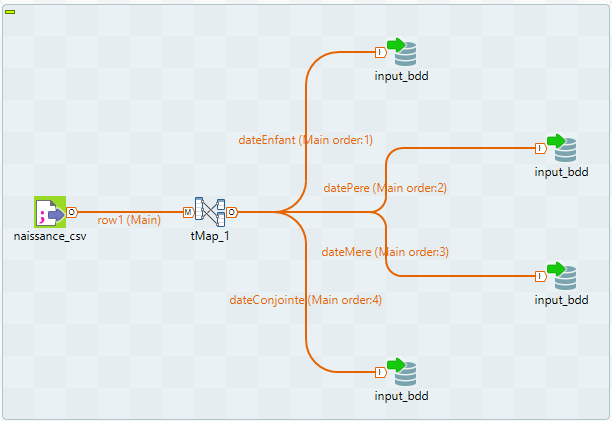 input_bdd
dateEnfant (Main order:1)
input_bdd
datePere (Main order:2)
O
row1 (Main)
M
O
naissance_csv
tMap_1
dateMere (Main order:3)
input_bdd
dateConjointe (Main order:4)
input_bdd
I
I
I
I